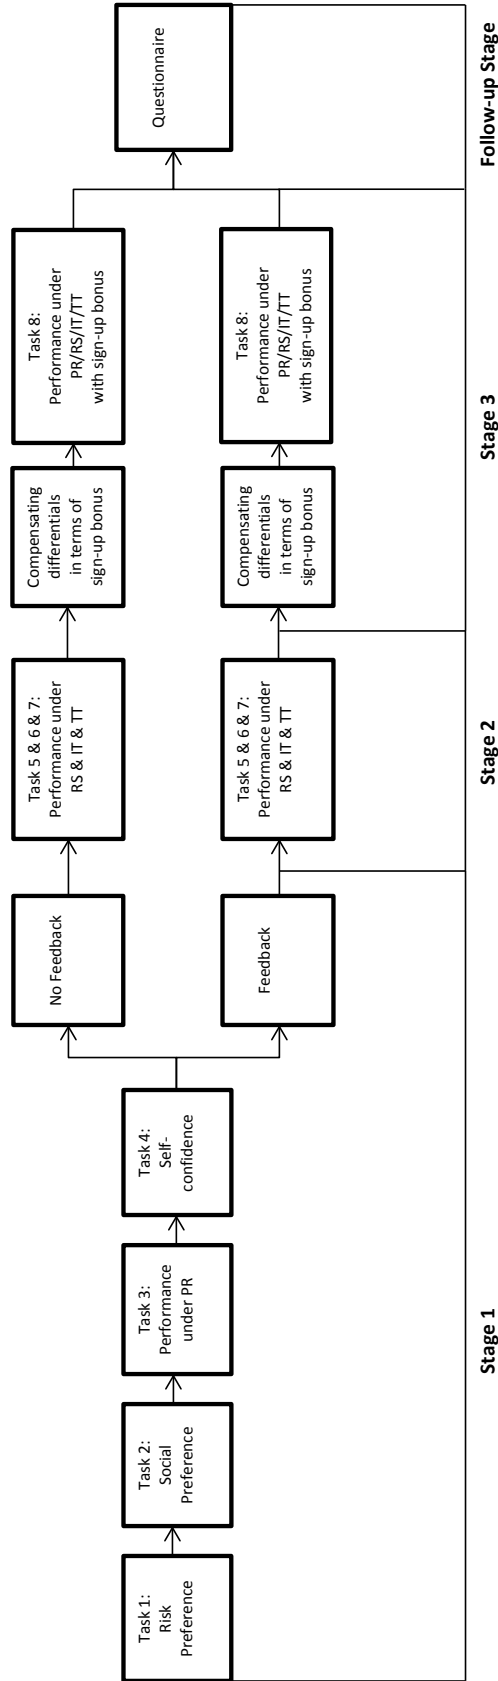 Task 1:
Risk
Preference
Task 2:
Social
Preference
Task 3:
Performance
under PR
Task 4:
Self-
confidence
No Feedback
Task 5 & 6 & 7:
Performance under
RS & IT & TT
Compensating
differentials
in terms of
sign-up bonus
Task 8:
Performance under
PR/RS/IT/TT
with sign-up bonus
Feedback
Task 5 & 6 & 7:
Performance under
RS & IT & TT
Compensating
differentials
in terms of
sign-up bonus
Task 8:
Performance under
PR/RS/IT/TT
with sign-up bonus
Questionnaire
Stage 1
Stage 2
Stage 3
Follow-up Stage